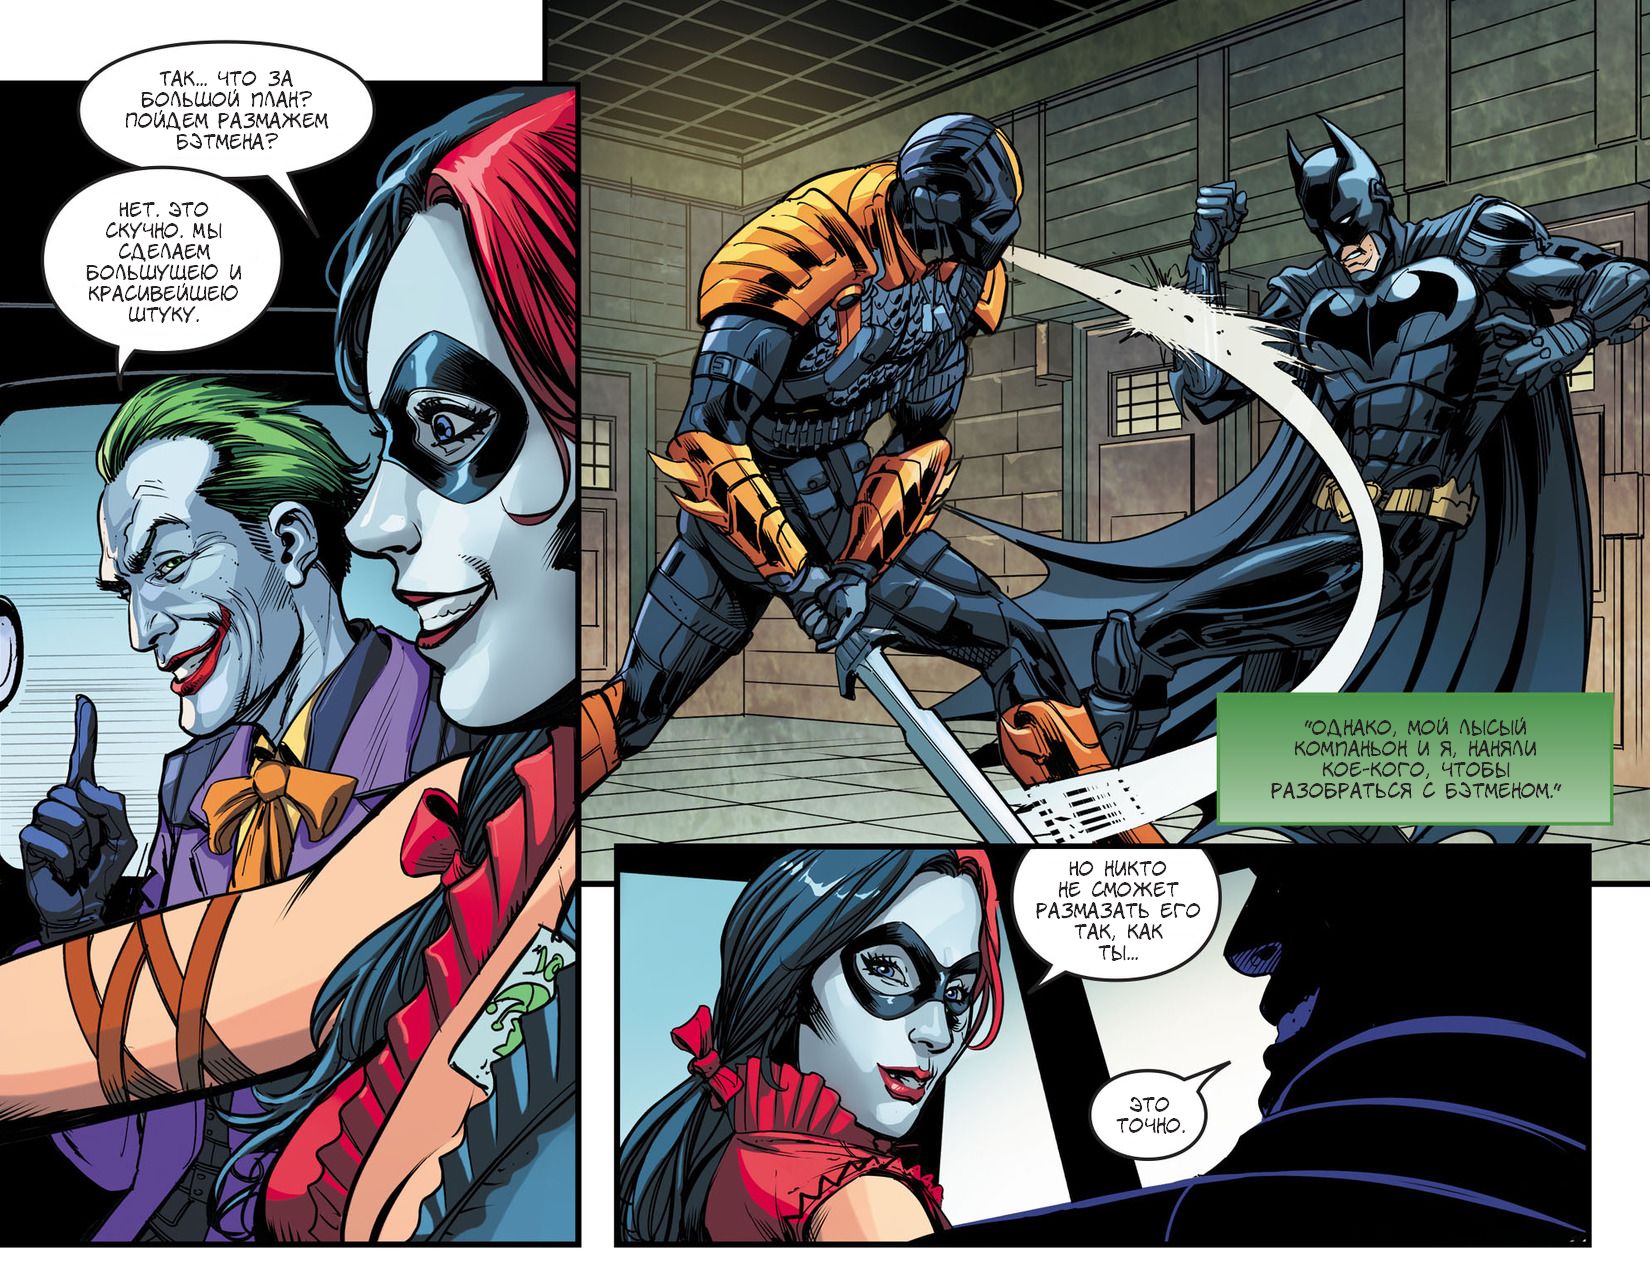 ТАК... ЧТО ЗА
БОЛЬШОЙ ПЛАН?
ПОЙДЕМ РАЗМАЖЕМ
БЭТМЕНА?
НЕТ. ЭТО
СКУЧНО. МЫ
СДЕЛАЕМ
БОЛЬШУЩЕЮ И
КРАСИВЕЙШЕЮ
ШТУКУ.
"ОДНАКО, МОЙ ЛЫСЫЙ
КОМПАНЬОН И Я, НАНЯЛИ
КОЕ-КОГО, ЧТОБЫ
РАЗОБРАТЬСЯ С БЭТМЕНОМ."
НО НИКТО
НЕ СМОЖЕТ
РАЗМАЗАТЬ ЕГО
ТАК, КАК
ТЫ...
ЭТО
ТОЧНО.